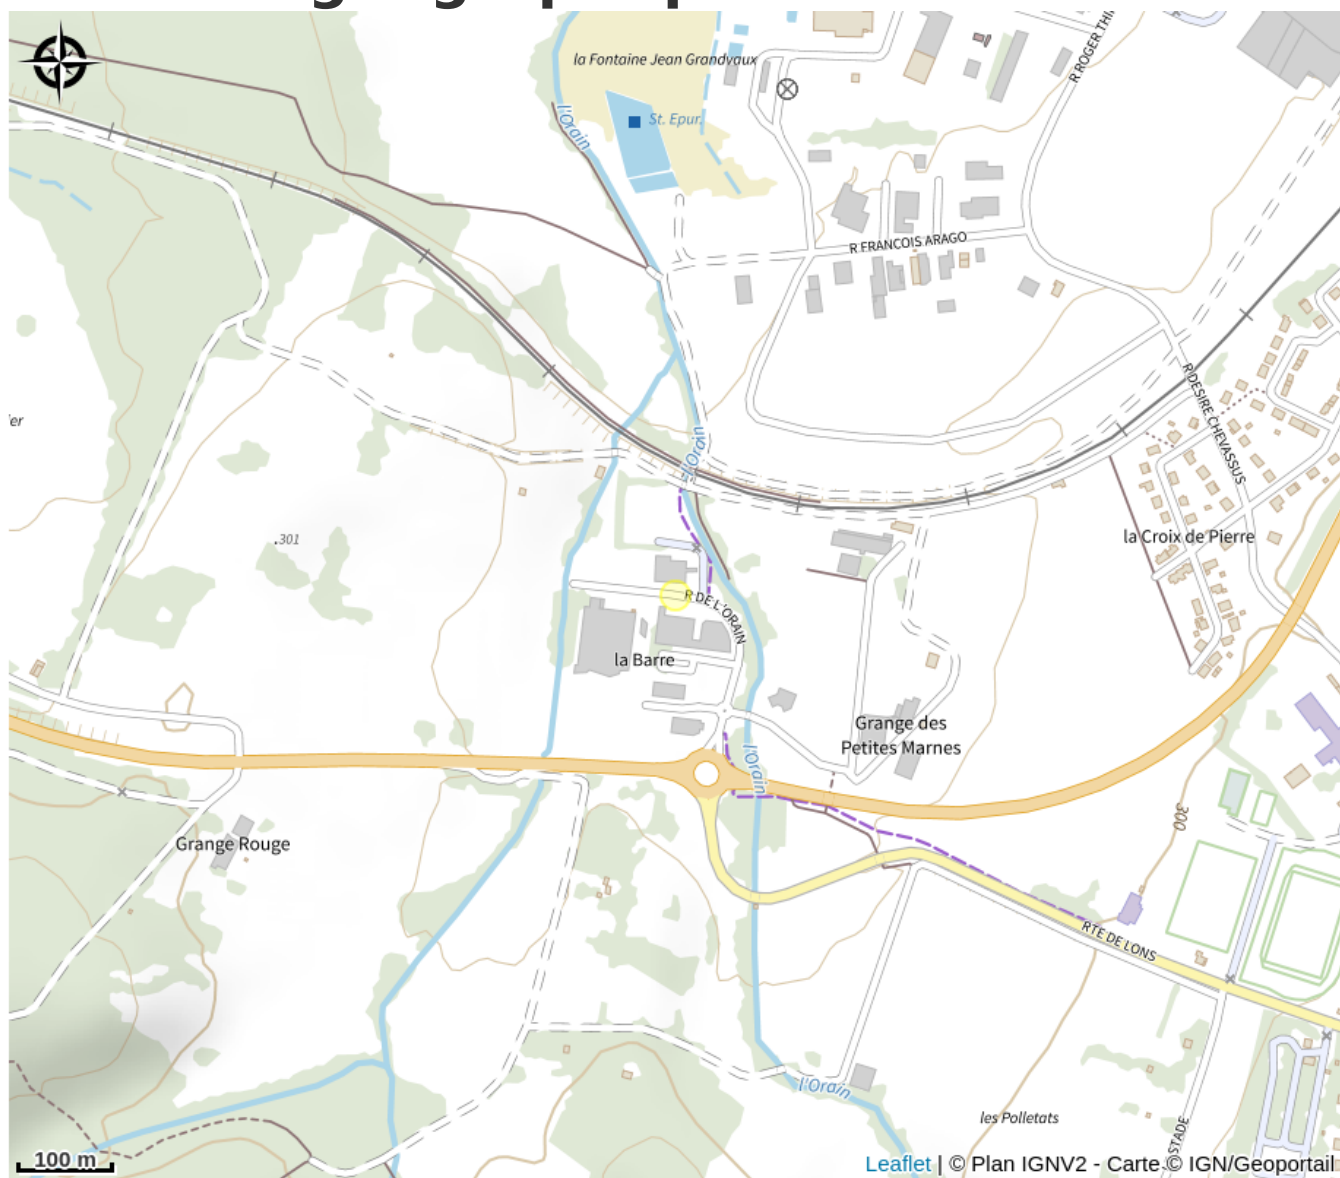 la Fontaine Jean Grandvaux
R ROGER THI
l'Orain
St. Epur.
R FRANCOIS ARAGO
R DESIRE CHEVASSUS
ier
l'Orain
301
la Croix de Pierre
R DE L'ORAIN
la Barre
Grange des
Petites Marnes
l'Orain
300
Grange Rouge
RTE DE LONS
l'Orain
les Polletats
STADE
100 m
Leaflet | © Plan IGNV2 - Carte © IGN/Geoportail